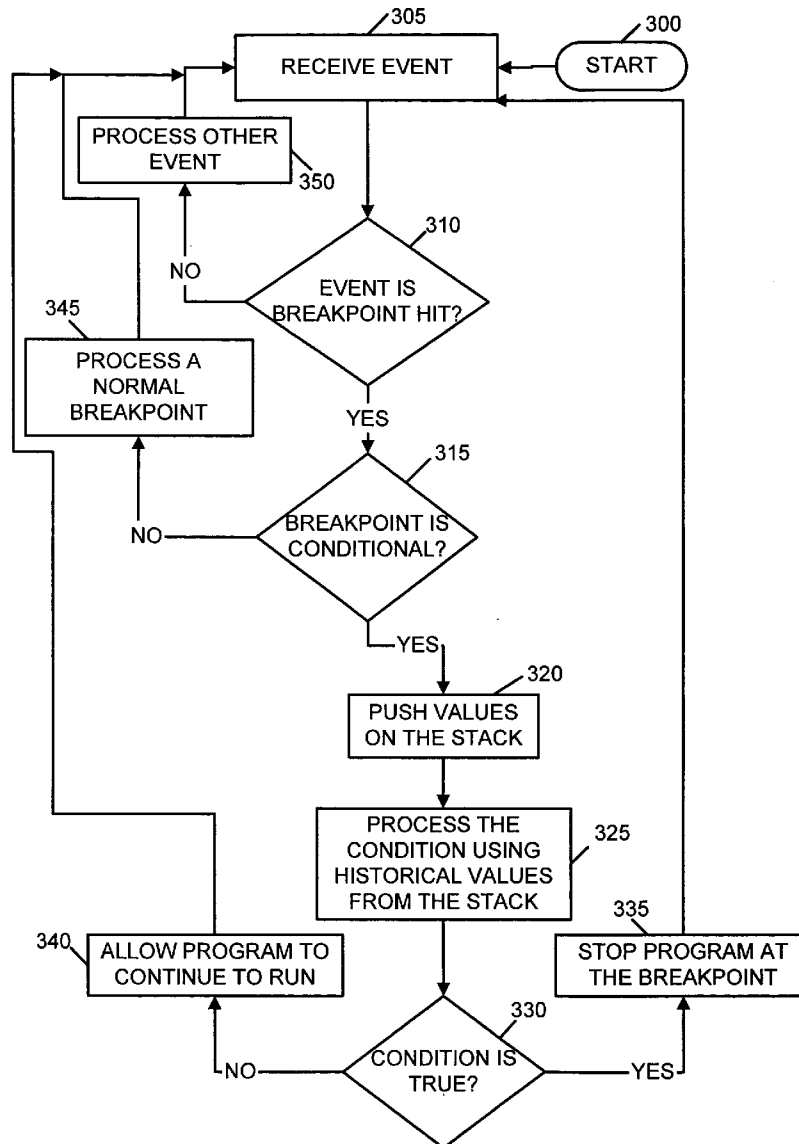 305
RECEIVE EVENT
300
START
PROCESS OTHER
EVENT
350
310
NO
EVENT IS
BREAKPOINT HIT?
345
PROCESS A
NORMAL
BREAKPOINT
YES
315
NO
BREAKPOINT IS
CONDITIONAL?
YES
320
PUSH VALUES
ON THE STACK
PROCESS THE
CONDITION USING
HISTORICAL VALUES
FROM THE STACK
325
340
ALLOW PROGRAM TO
CONTINUE TO RUN
335
STOP PROGRAM AT
THE BREAKPOINT
330
NO
CONDITION IS
TRUE?
YES